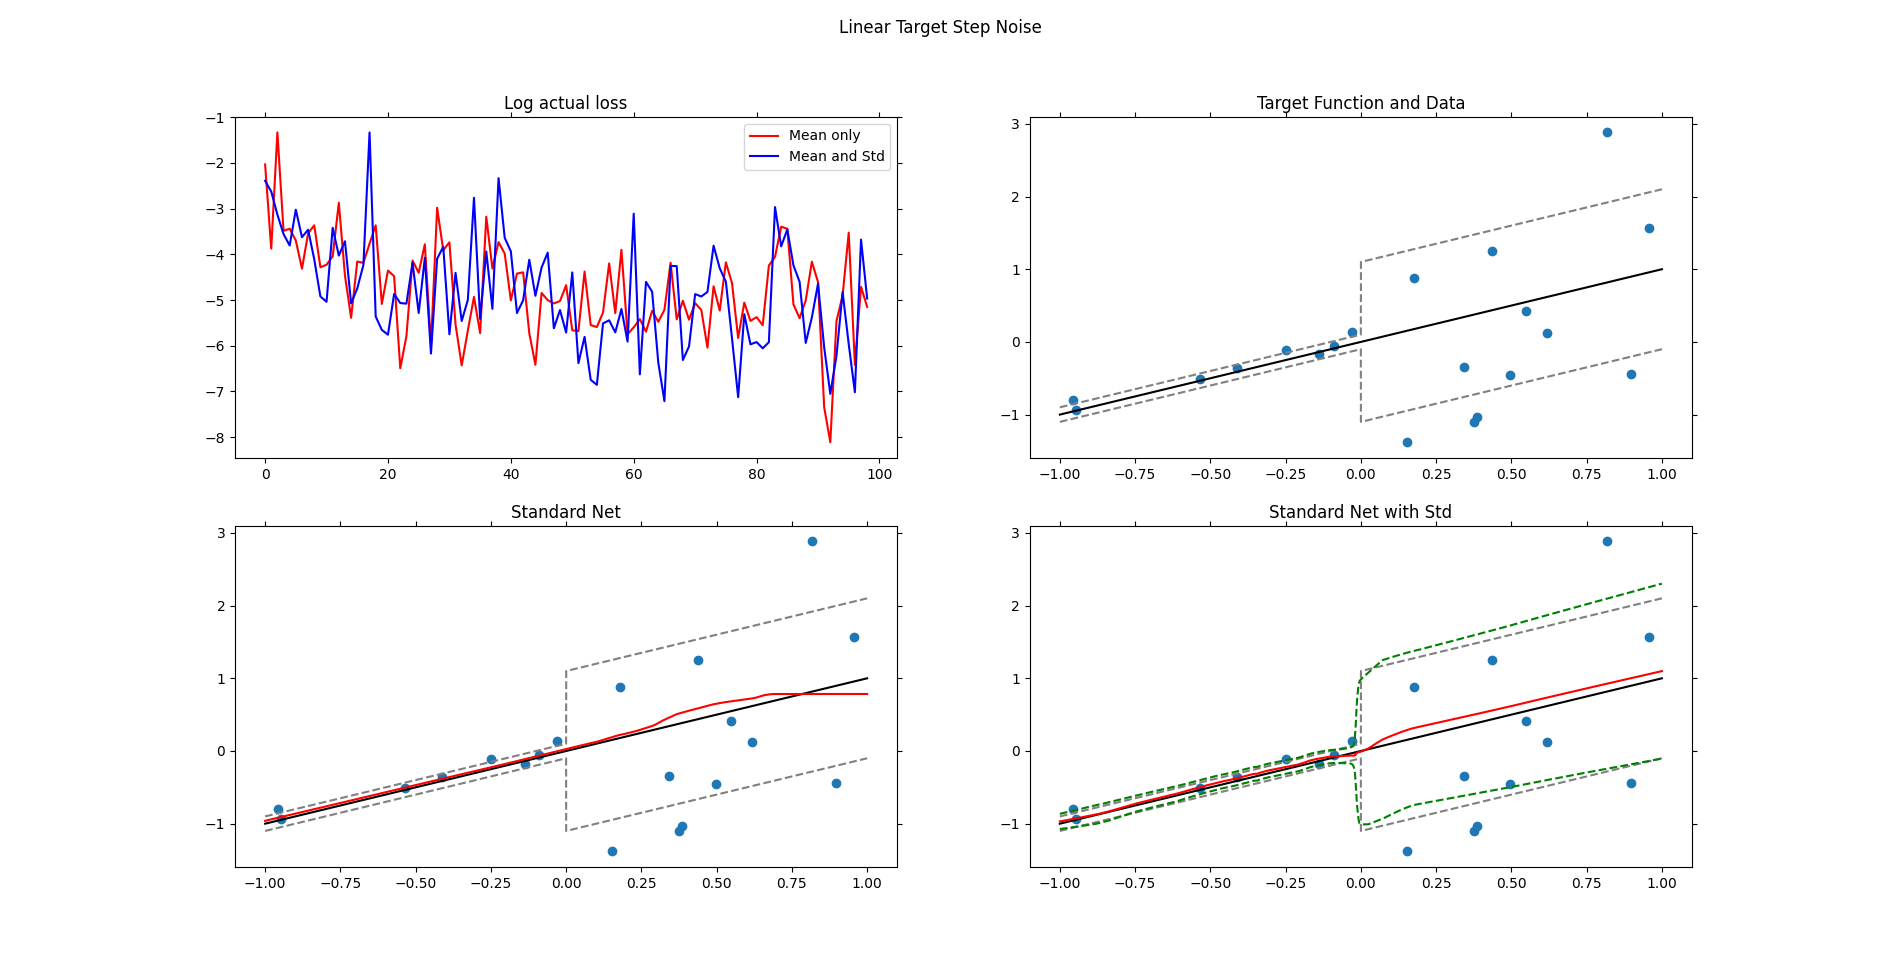 Linear Target Step Noise
Log actual loss
−1
−2
−3
−4
−5
−6
−7
−8
0 20 40 60 80 100
Mean only
Mean and Std
Target Function and Data
3
2
1
0
−1
−1.00 −0.75 −0.50 −0.25 0.00 0.25 0.50 0.75 1.00
Standard Net
3
2
1
0
−1
−1.00 −0.75 −0.50 −0.25 0.00 0.25 0.50 0.75 1.00
Standard Net with Std
3
2
1
0
−1
−1.00 −0.75 −0.50 −0.25 0.00 0.25 0.50 0.75 1.00